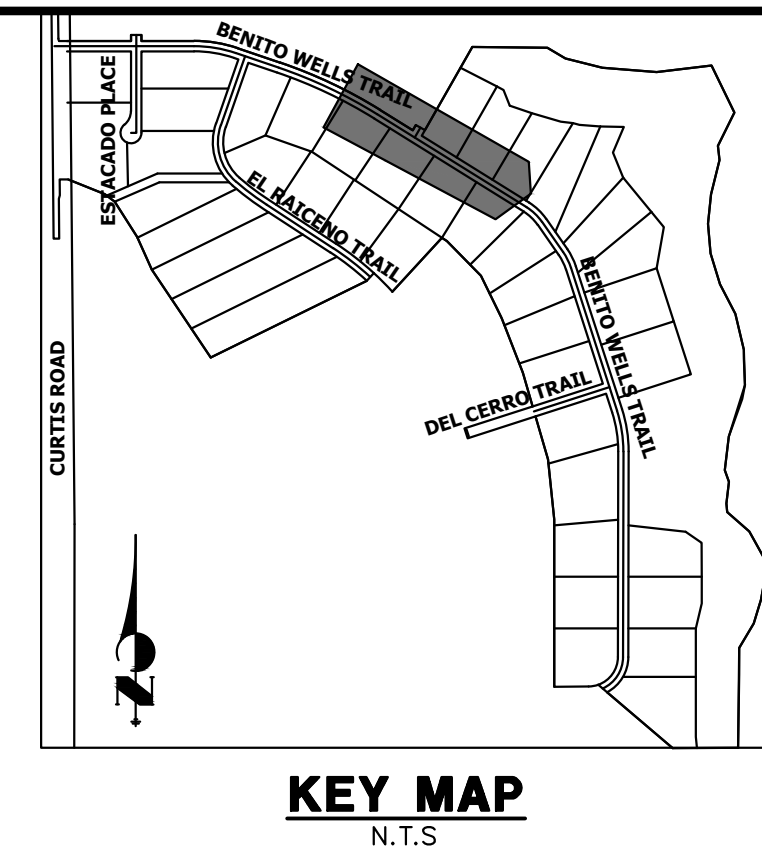 BENITO WELLS TRAIL
ESTACADO PLACE
EL RAICENO TRAIL
BENITO WELLS TRAIL
CURTIS ROAD
DEL CERRO TRAIL
N
KEY MAP
N.T.S